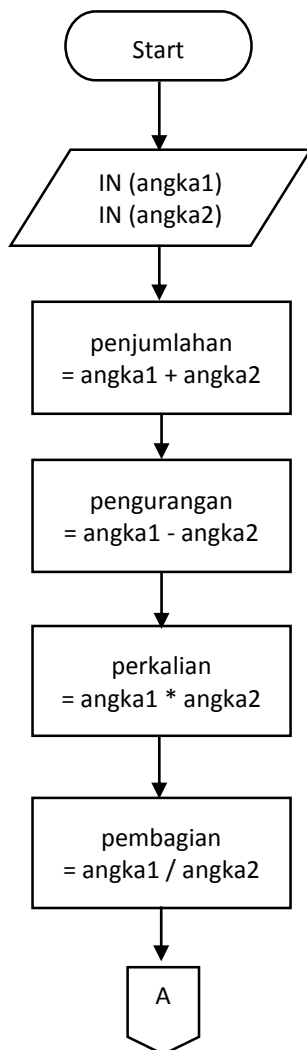 Start
IN (angka1)
IN (angka2)
penjumlahan
= angka1 + angka2
pengurangan
= angka1 - angka2
perkalian
= angka1 * angka2
pembagian
= angka1 / angka2
A